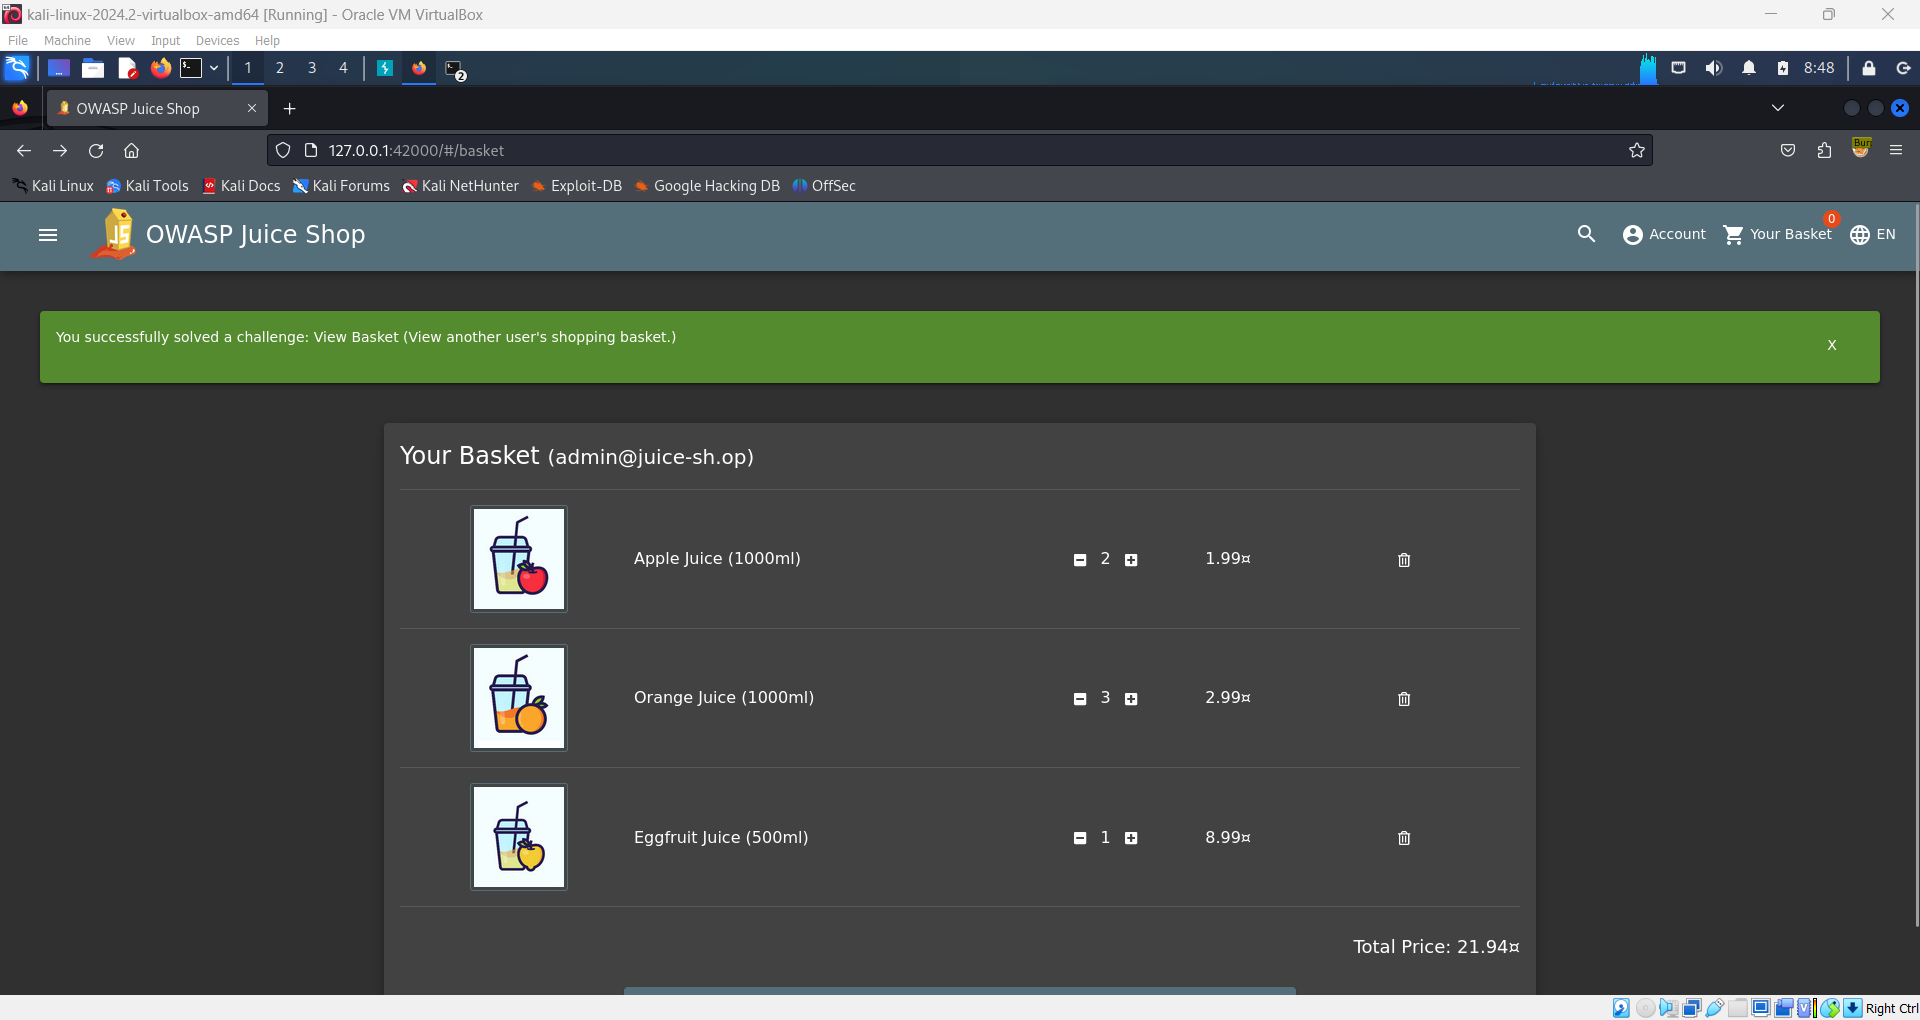 kali-linux-2024.2-virtualbox-amd64 [Running] - Oracle VM VirtualBox
File Machine View Input Devices Help
1 2 3 4 2 8:48
OWASP Juice Shop
127.0.0.1:42000/#/basket
Burp
Kali Linux Kali Tools Kali Docs Kali Forums Kali NetHunter Exploit-DB Google Hacking DB OffSec
JS OWASP Juice Shop Account Your Basket 0 EN
You successfully solved a challenge: View Basket (View another user's shopping basket.) X
Your Basket (admin@juice-sh.op)
Apple Juice (1000ml) 2 1.99¤
Orange Juice (1000ml) 3 2.99¤
Eggfruit Juice (500ml) 1 8.99¤
Total Price: 21.94¤
Right Ctrl